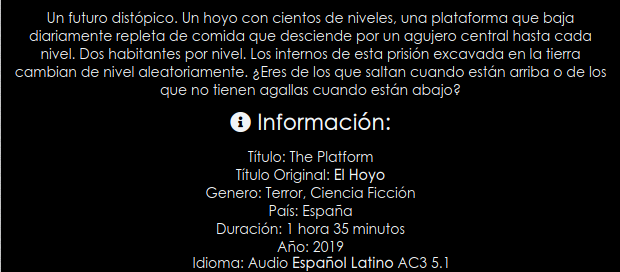 Un futuro distópico. Un hoyo con cientos de niveles, una plataforma que baja
diariamente repleta de comida que desciende por un agujero central hasta cada
nivel. Dos habitantes por nivel. Los internos de esta prisión excavada en la tierra
cambian de nivel aleatoriamente. ¿Eres de los que saltan cuando están arriba o de los
que no tienen agallas cuando están abajo?
Información:
Título: The Platform
Título Original: El Hoyo
Genero: Terror, Ciencia Ficción
País: España
Duración: 1 hora 35 minutos
Año: 2019
Idioma: Audio Español Latino AC3 5.1